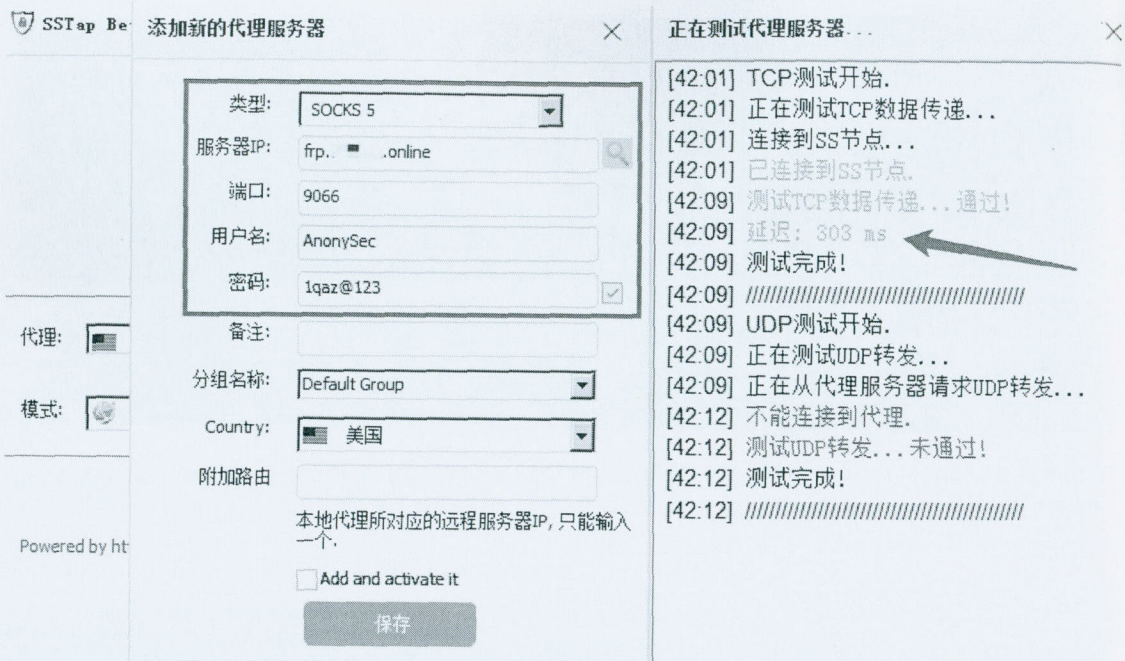 SSTap Be
添加新的代理服务器
类型:
SOCKS 5
服务器IP:
frp. .online
端口:
9066
用户名:
AnonySec
密码:
1qaz@123
备注:
分组名称:
Default Group
Country:
美国
附加路由
本地代理所对应的远程服务器IP, 只能输入
一个.
Add and activate it
保存
代理:
模式:
Powered by ht
正在测试代理服务器...
[42:01] TCP测试开始.
[42:01] 正在测试TCP数据传递...
[42:01] 连接到SS节点...
[42:01] 已连接到SS节点.
[42:09] 测试TCP数据传递...通过!
[42:09] 延迟: 303 ms
[42:09] 测试完成!
[42:09] ////////////////////////////////////////////////
[42:09] UDP测试开始.
[42:09] 正在测试UDP转发...
[42:09] 正在从代理服务器请求UDP转发...
[42:12] 不能连接到代理.
[42:12] 测试UDP转发...未通过!
[42:12] 测试完成!
[42:12] ////////////////////////////////////////////////